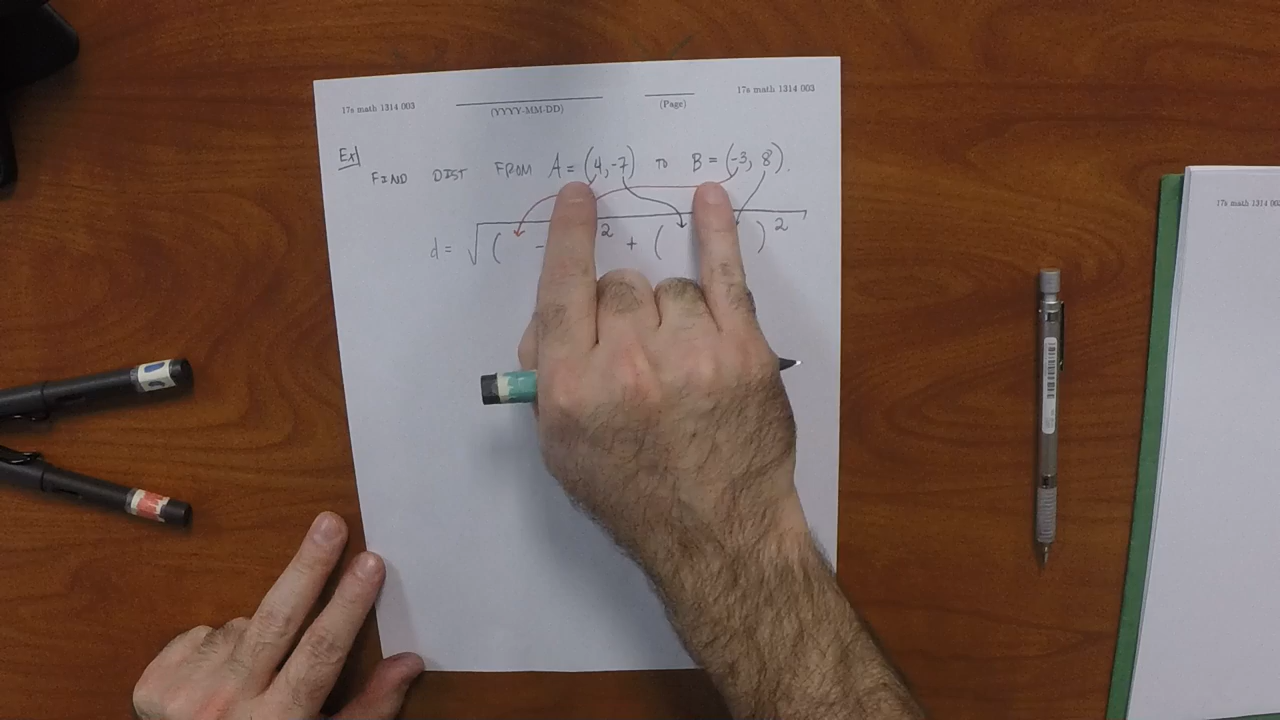 17s math 1314 003
(YYYY-MM-DD)
(Page)
17s math 1314 003
Ex)
FIND DIST FROM A = (4, -7) TO B = (-3, 8).
d = √( - 2 + ( ) 2
17s math 1314 003